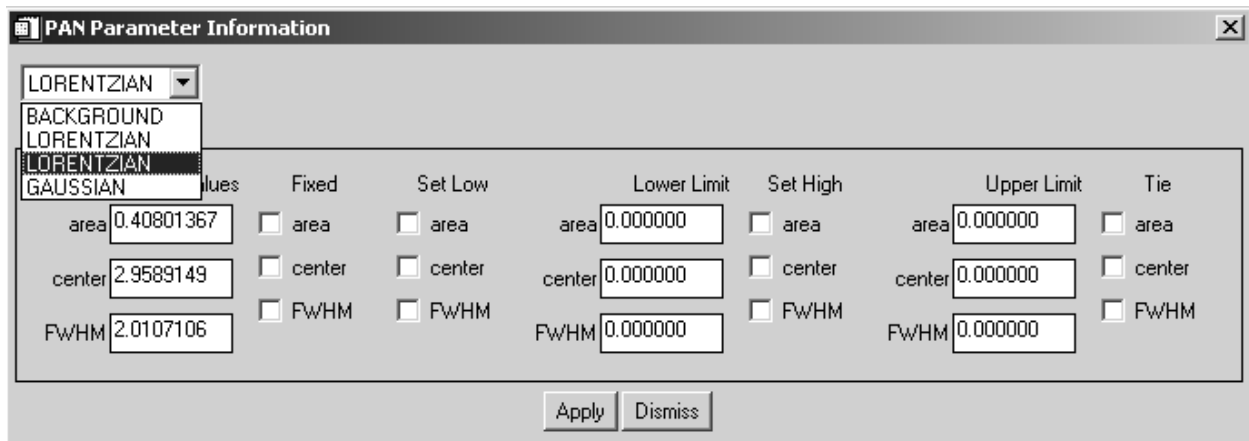 PAN Parameter Information
LORENTZIAN
BACKGROUND
LORENTZIAN
LORENTZIAN
GAUSSIAN
Fixed Set Low Lower Limit Set High Upper Limit Tie
area 0.40801367 area area area 0.000000 area area 0.000000 area
center 2.9589149 center center center 0.000000 center center 0.000000 center
FWHM 2.0107106 FWHM FWHM FWHM 0.000000 FWHM FWHM 0.000000 FWHM
Apply Dismiss